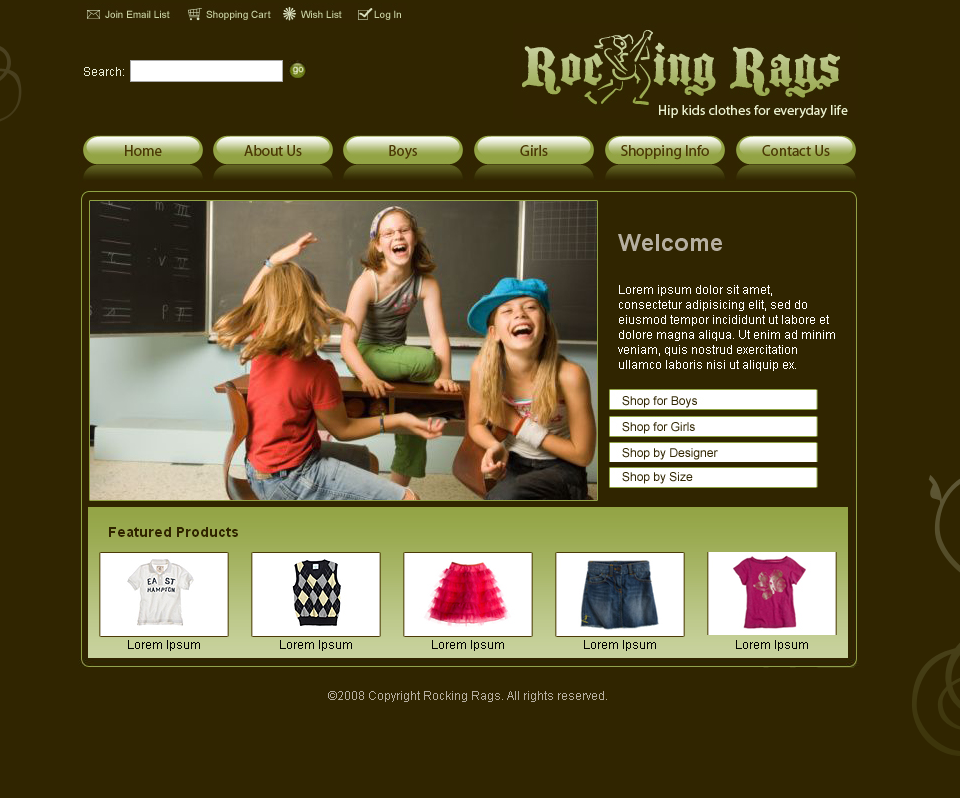 Join Email List
Shopping Cart
Wish List
Log In
Search:
go
Rocking Rags
Hip kids clothes for everyday life
Home
About Us
Boys
Girls
Shopping Info
Contact Us
Welcome
Lorem ipsum dolor sit amet,
consectetur adipisicing elit, sed do
eiusmod tempor incididunt ut labore et
dolore magna aliqua. Ut enim ad minim
veniam, quis nostrud exercitation
ullamco laboris nisi ut aliquip ex.
Shop for Boys
Shop for Girls
Shop by Designer
Shop by Size
Featured Products
EAST
HAMPTON
Lorem Ipsum
Lorem Ipsum
Lorem Ipsum
Lorem Ipsum
Lorem Ipsum
©2008 Copyright Rocking Rags. All rights reserved.